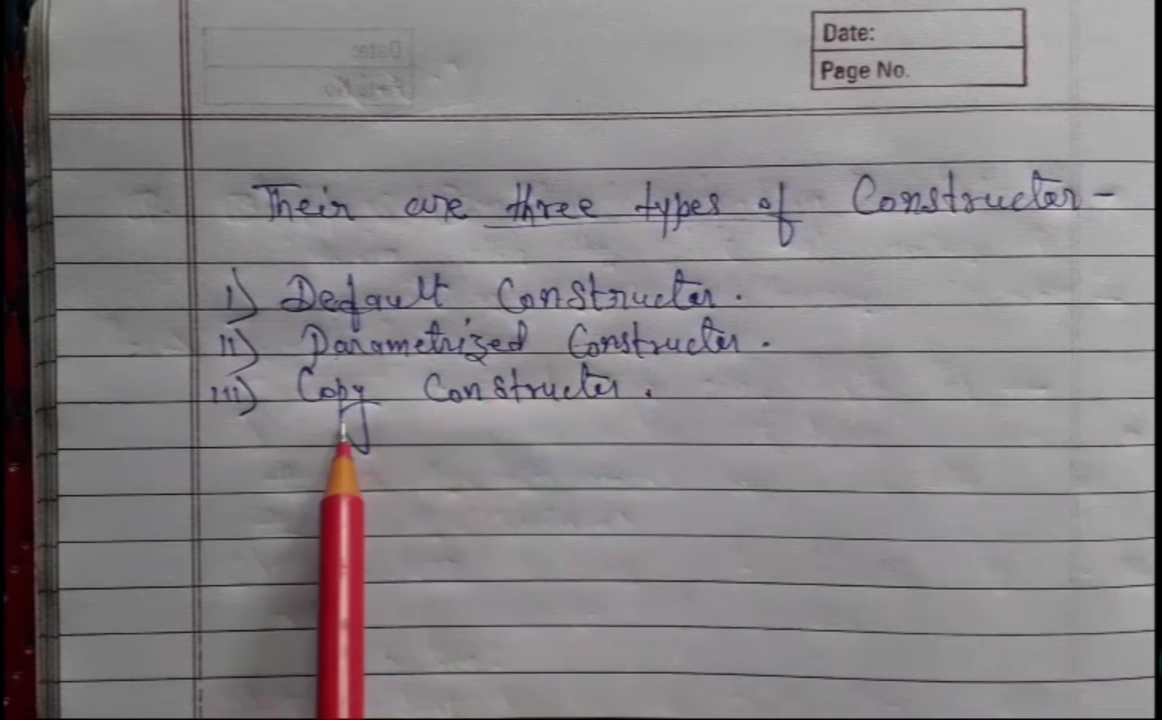 Date:
Page No.
Their are three types of Constructer -
I) Default Constructer.
II) Parametrized Constructer.
III) Copy Constructer.